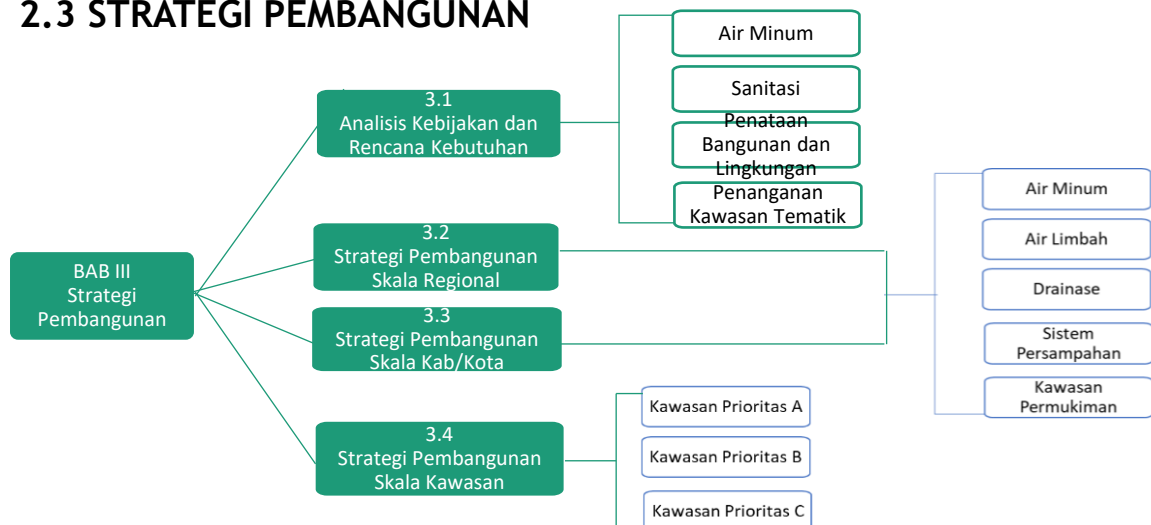 2.3 STRATEGI PEMBANGUNAN
BAB III
Strategi
Pembangunan
3.1
Analisis Kebijakan dan
Rencana Kebutuhan
Air Minum
Sanitasi
Penataan
Bangunan dan
Lingkungan
Penanganan
Kawasan Tematik
3.2
Strategi Pembangunan
Skala Regional
3.3
Strategi Pembangunan
Skala Kab/Kota
Air Minum
Air Limbah
Drainase
Sistem
Persampahan
Kawasan
Permukiman
3.4
Strategi Pembangunan
Skala Kawasan
Kawasan Prioritas A
Kawasan Prioritas B
Kawasan Prioritas C